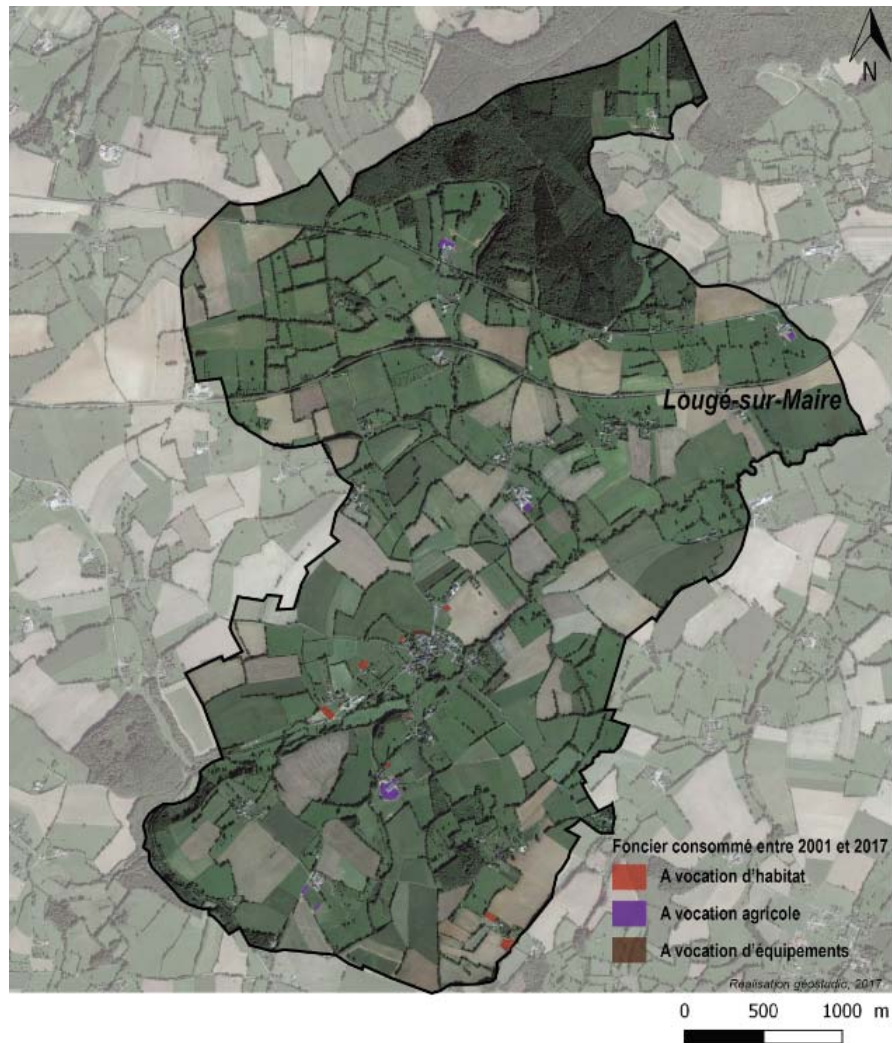 N
Lougé-sur-Maire
Foncier consommé entre 2001 et 2017
A vocation d'habitat
A vocation agricole
A vocation d'équipements
Réalisation géostudio, 2017
0 500 1000 m